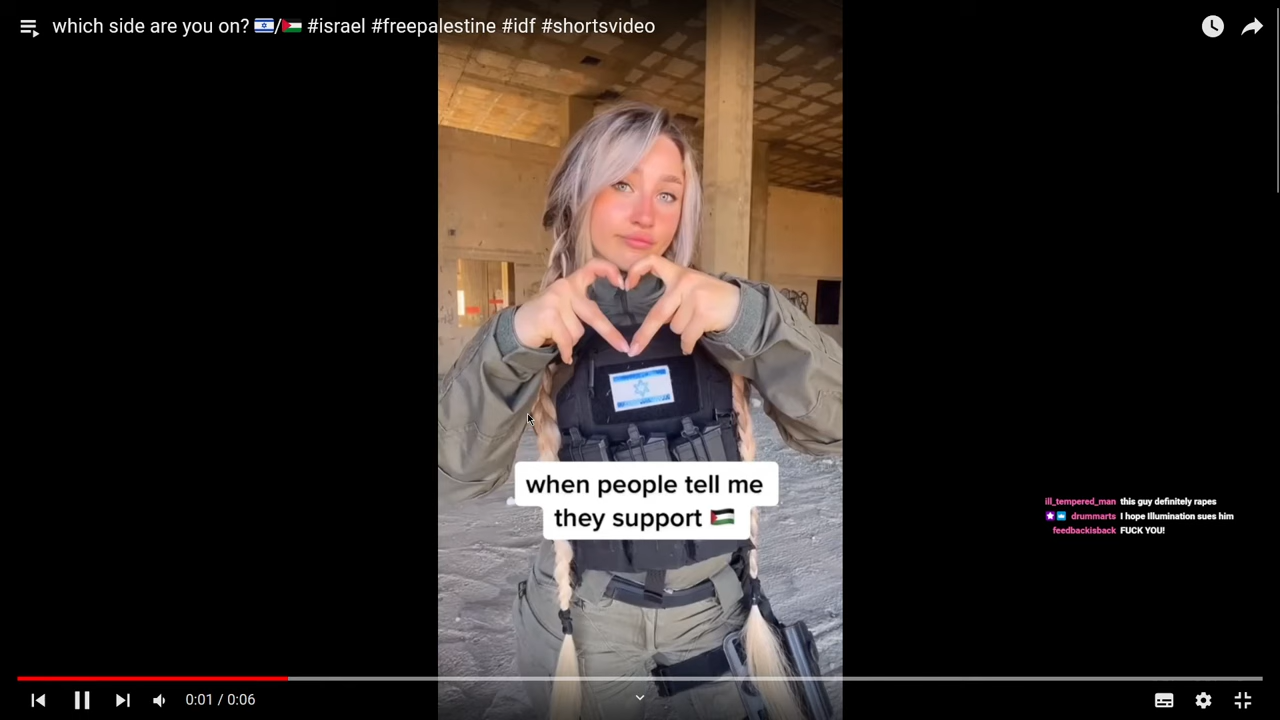 which side are you on? 🇮🇱/🇵🇸 #israel #freepalestine #idf #shortsvideo
when people tell me
they support 🇵🇸
ill_tempered_man this guy definitely rapes
drummarts I hope Illumination sues him
feedbackisback FUCK YOU!
0:01 / 0:06